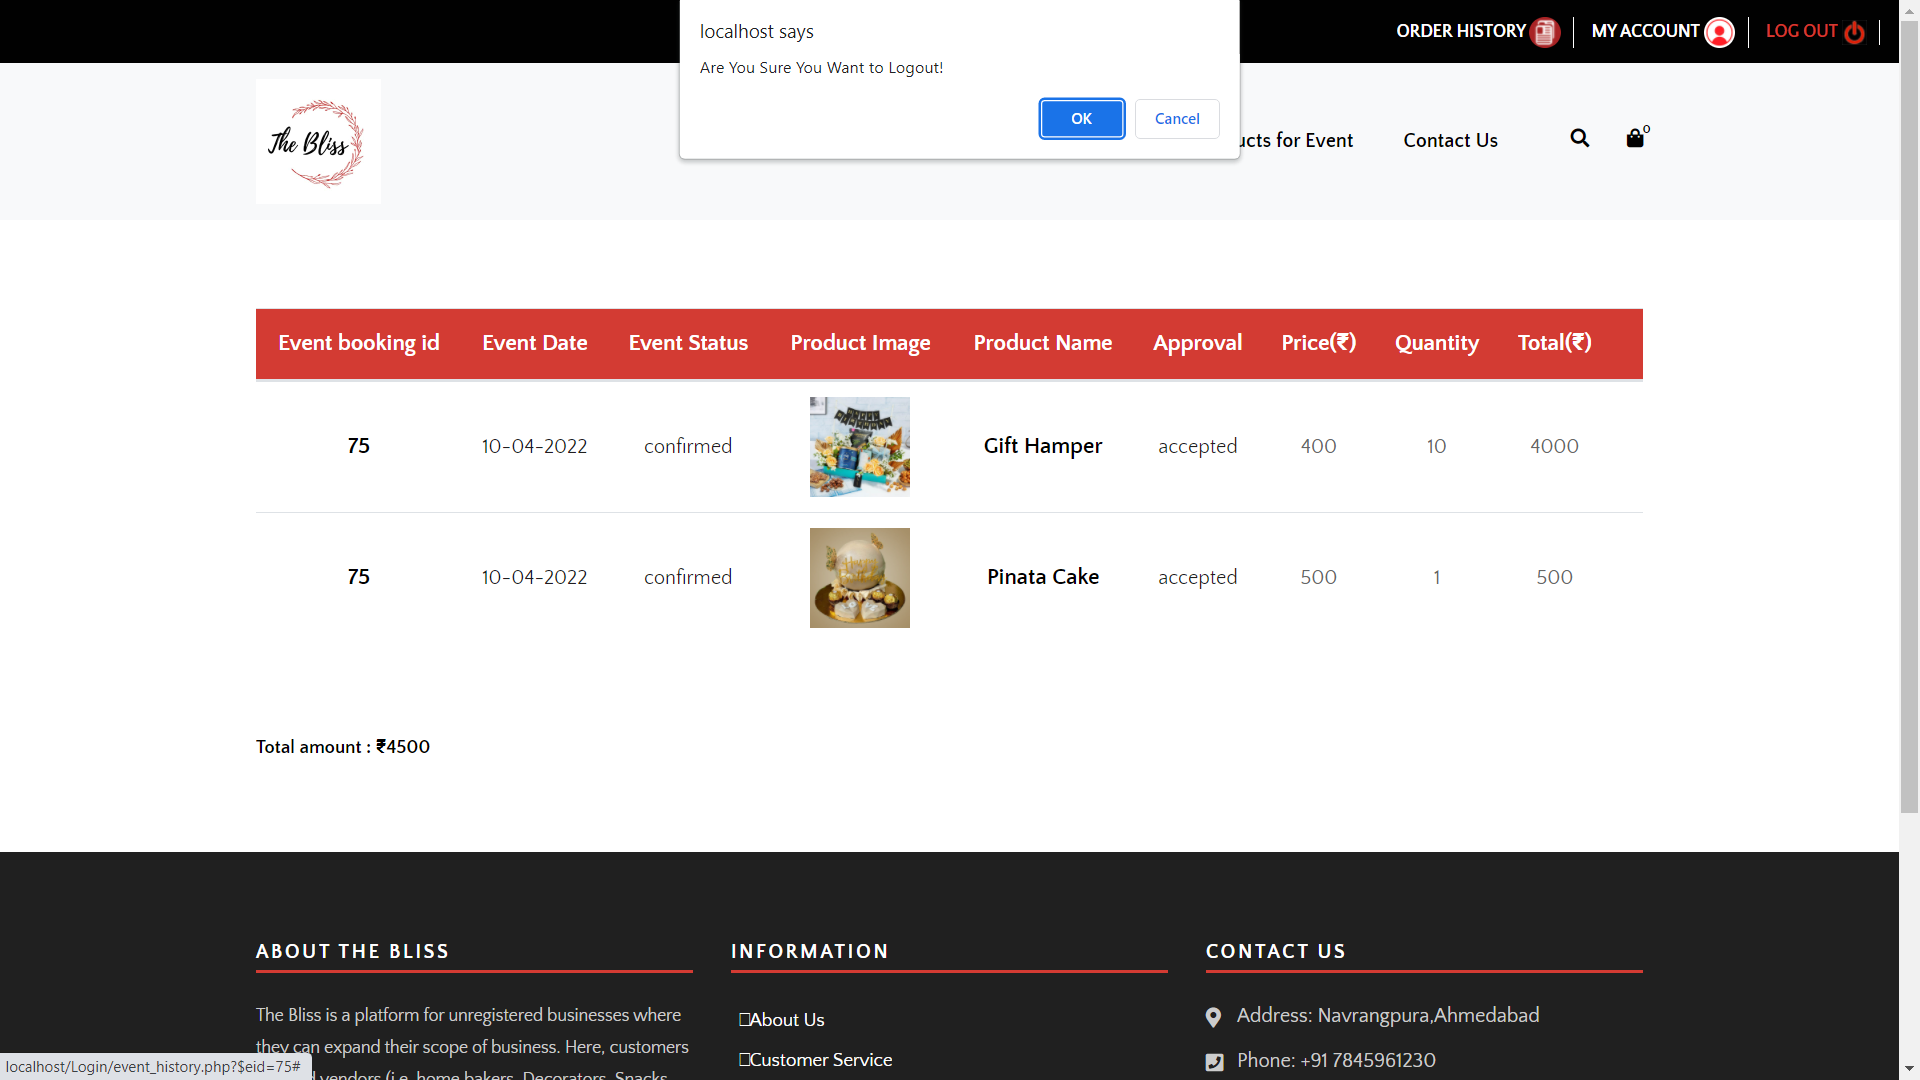 localhost says
Are You Sure You Want to Logout!
OK
Cancel
ORDER HISTORY
MY ACCOUNT
LOG OUT
The Bliss
ucts for Event
Contact Us
0
Event booking id Event Date Event Status Product Image Product Name Approval Price(₹) Quantity Total(₹)
75 10-04-2022 confirmed Gift Hamper accepted 400 10 4000
75 10-04-2022 confirmed Pinata Cake accepted 500 1 500
Total amount : ₹4500
ABOUT THE BLISS
The Bliss is a platform for unregistered businesses where
they can expand their scope of business. Here, customers
vendors (i.e. home bakers, Decorators, Snacks
INFORMATION
About Us
Customer Service
CONTACT US
Address: Navrangpura,Ahmedabad
Phone: +91 7845961230
localhost/Login/event_history.php?$eid=75#